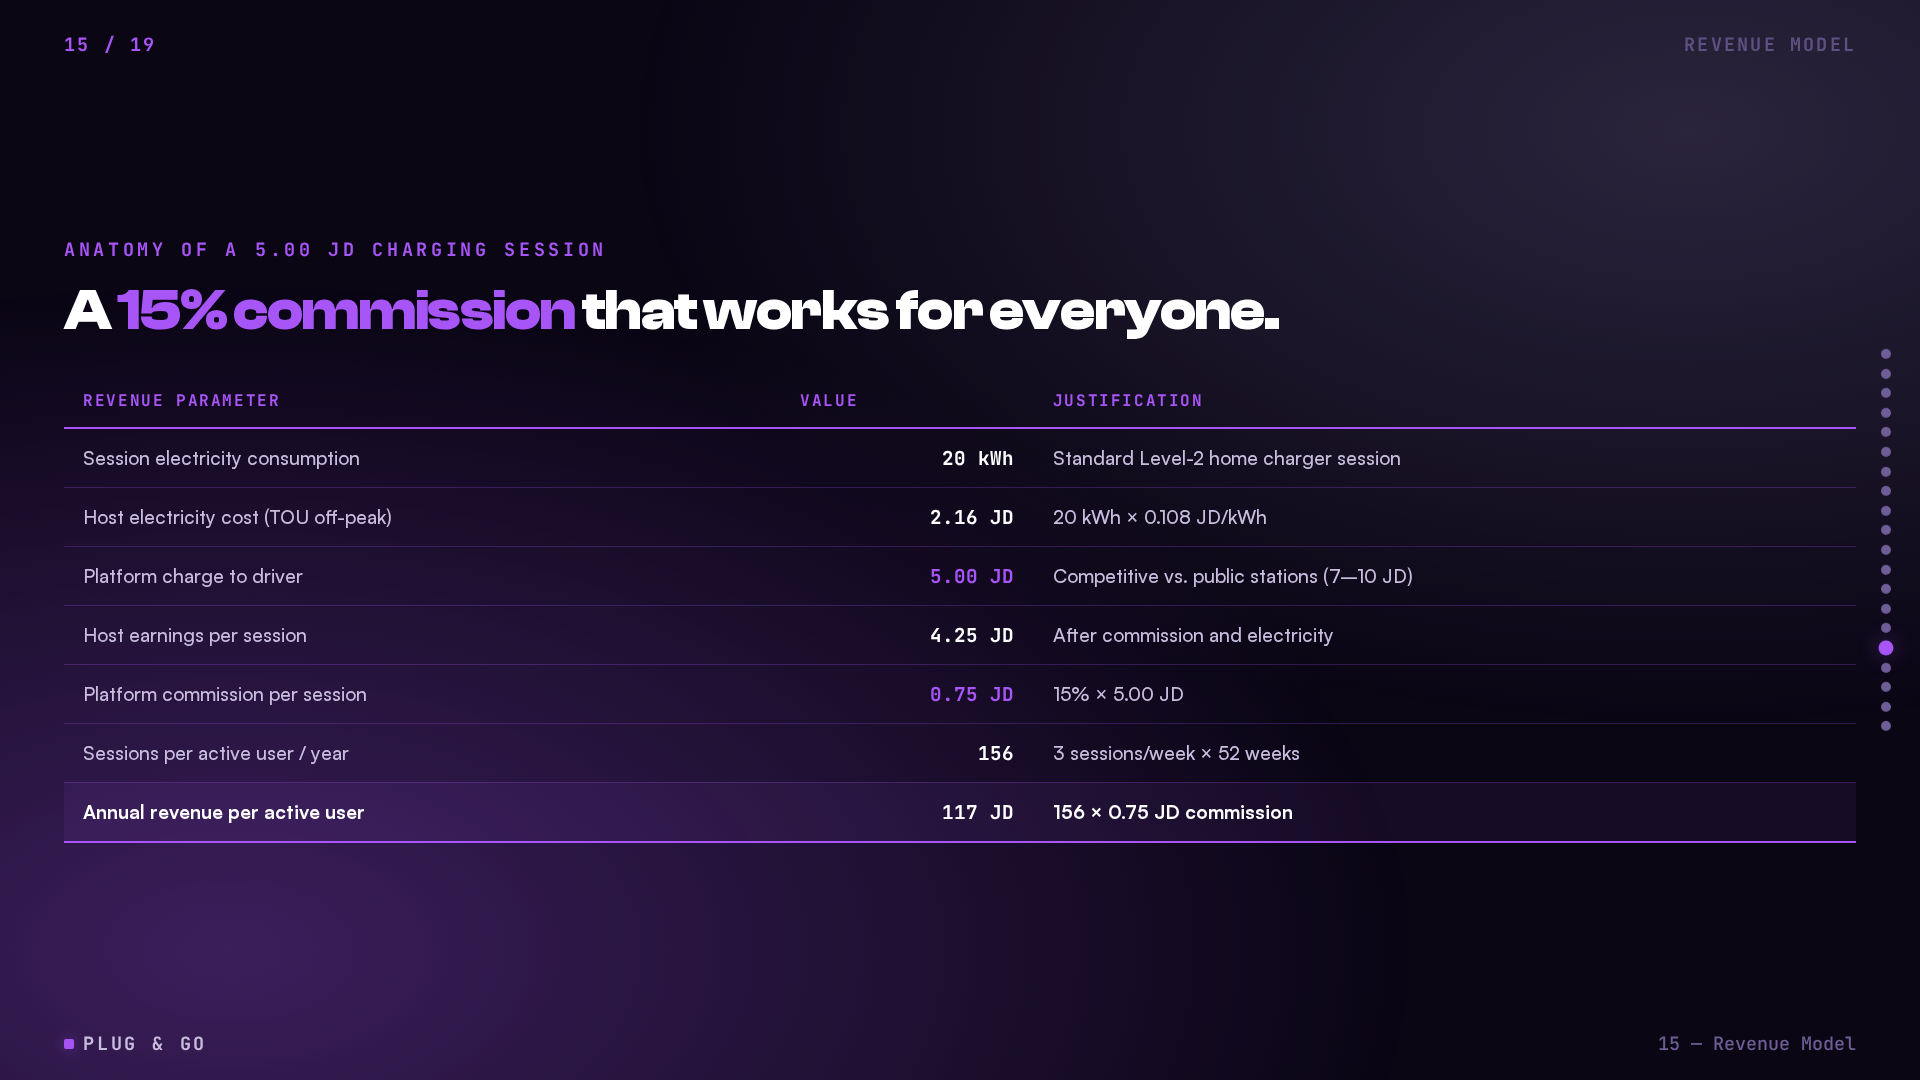 15 / 19
REVENUE MODEL
ANATOMY OF A 5.00 JD CHARGING SESSION
A 15% commission that works for everyone.
REVENUE PARAMETER VALUE JUSTIFICATION
Session electricity consumption 20 kWh Standard Level-2 home charger session
Host electricity cost (TOU off-peak) 2.16 JD 20 kWh × 0.108 JD/kWh
Platform charge to driver 5.00 JD Competitive vs. public stations (7–10 JD)
Host earnings per session 4.25 JD After commission and electricity
Platform commission per session 0.75 JD 15% × 5.00 JD
Sessions per active user / year 156 3 sessions/week × 52 weeks
Annual revenue per active user 117 JD 156 × 0.75 JD commission
PLUG & GO
15 — Revenue Model